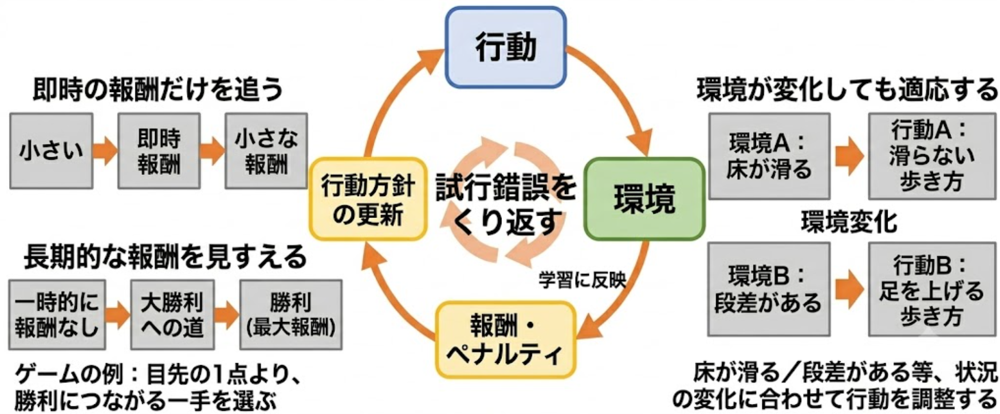 行動
即時の報酬だけを追う
小さい
即時
報酬
小さな
報酬
長期的な報酬を見すえる
一時的に
報酬なし
大勝利
への道
勝利
(最大報酬)
ゲームの例：目先の1点より、
勝利につながる一手を選ぶ
行動方針
の更新
試行錯誤を
くり返す
環境
学習に反映
報酬・
ペナルティ
環境が変化しても適応する
環境A：
床が滑る
行動A：
滑らない
歩き方
環境変化
環境B：
段差がある
行動B：
足を上げる
歩き方
床が滑る／段差がある等、状況
の変化に合わせて行動を調整する